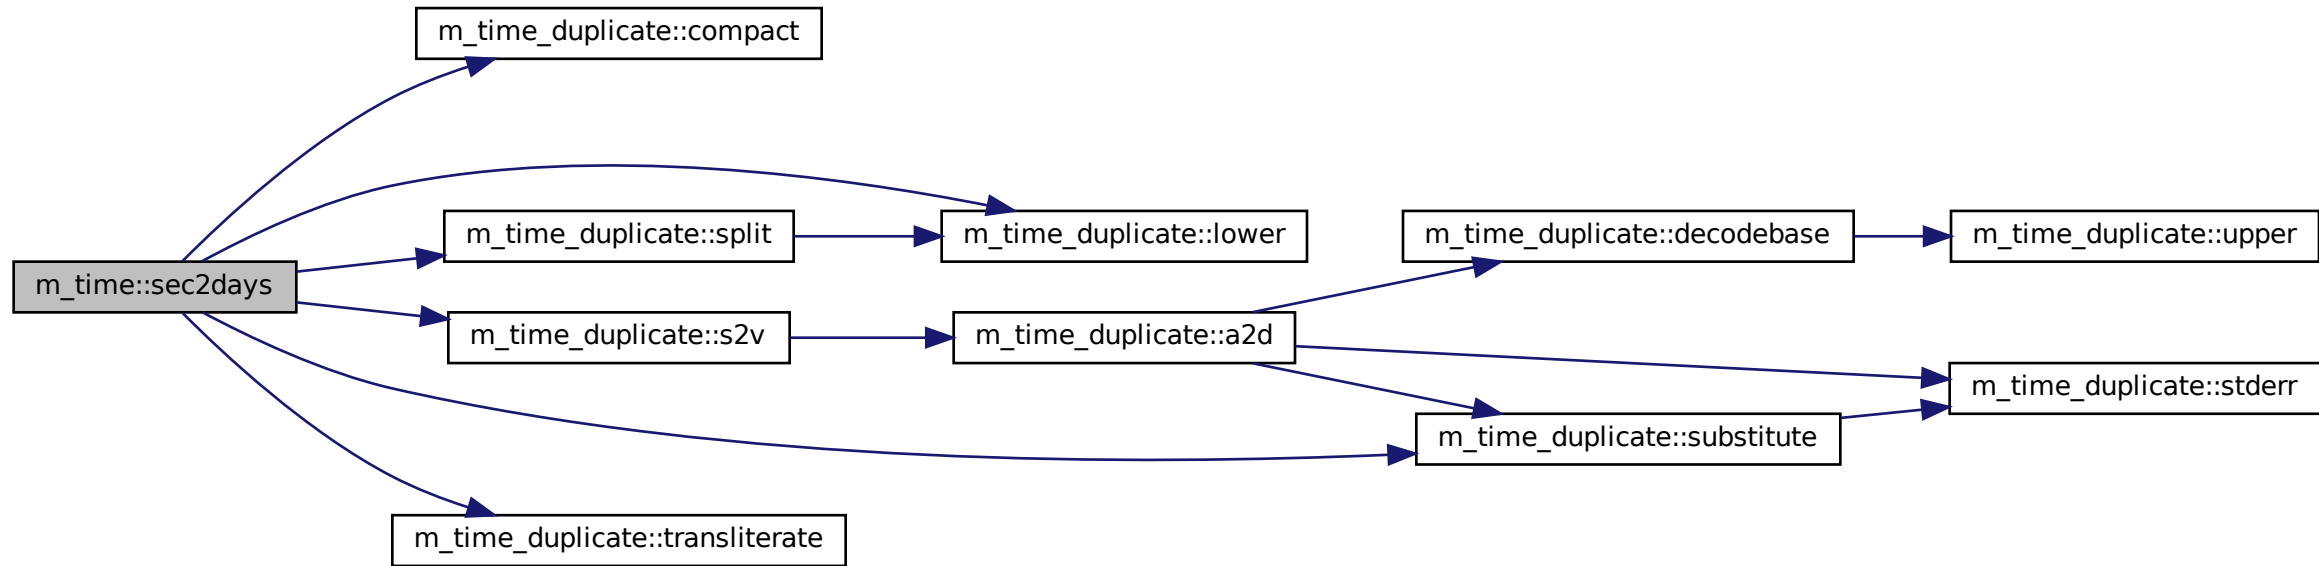 m_time_duplicate::compact
m_time_duplicate::split
m_time_duplicate::lower
m_time_duplicate::decodebase
m_time_duplicate::upper
m_time::sec2days
m_time_duplicate::s2v
m_time_duplicate::a2d
m_time_duplicate::stderr
m_time_duplicate::substitute
m_time_duplicate::transliterate